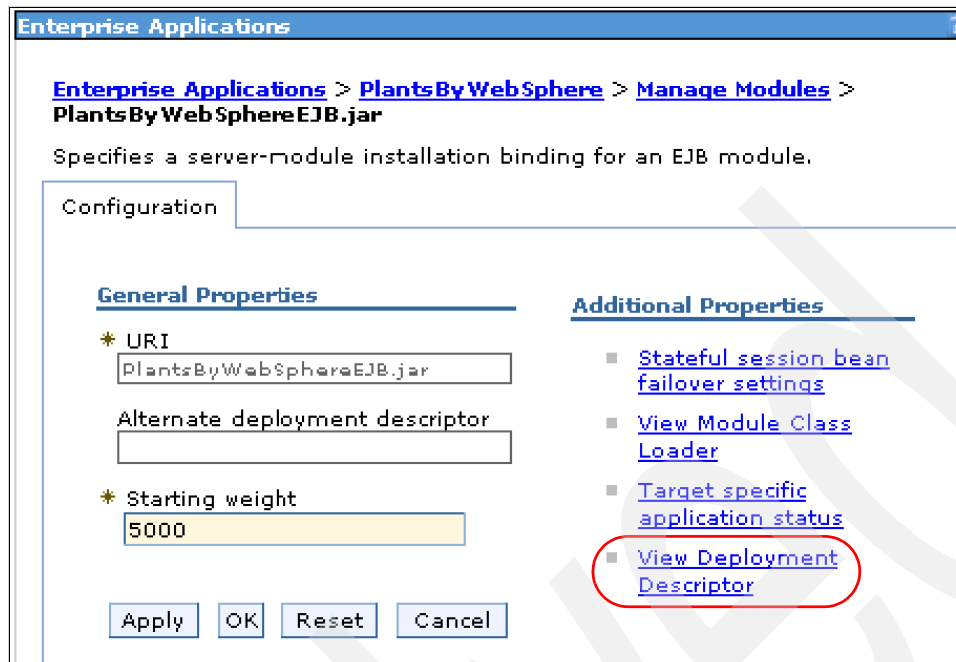 Enterprise Applications
Enterprise Applications > PlantsByWebSphere > Manage Modules >
PlantsByWebSphereEJB.jar
Specifies a server-module installation binding for an EJB module.
Configuration
General Properties
* URI
PlantsByWebSphereEJB.jar
Alternate deployment descriptor
* Starting weight
5000
Apply OK Reset Cancel
Additional Properties
Stateful session bean
failover settings
View Module Class
Loader
Target specific
application status
View Deployment
Descriptor